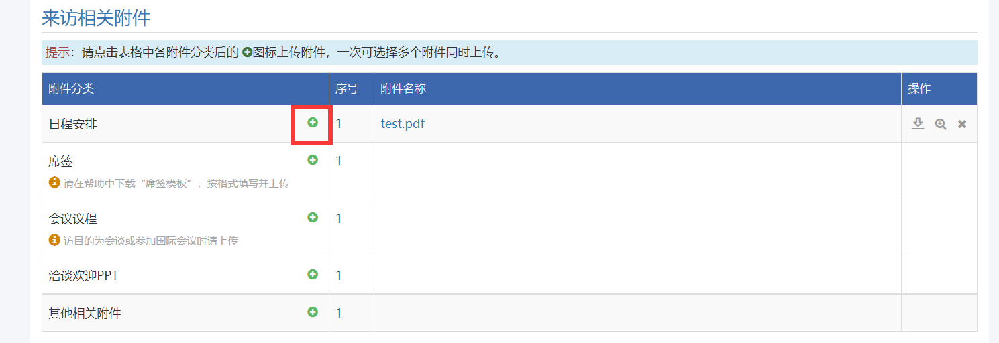 来访相关附件
提示：请点击表格中各附件分类后的 图标上传附件，一次可选择多个附件同时上传。
附件分类 序号 附件名称 操作
日程安排 1 test.pdf
席签 1
请在帮助中下载“席签模板”，按格式填写并上传
会议议程 1
访目的为会谈或参加国际会议时请上传
洽谈欢迎PPT 1
其他相关附件 1